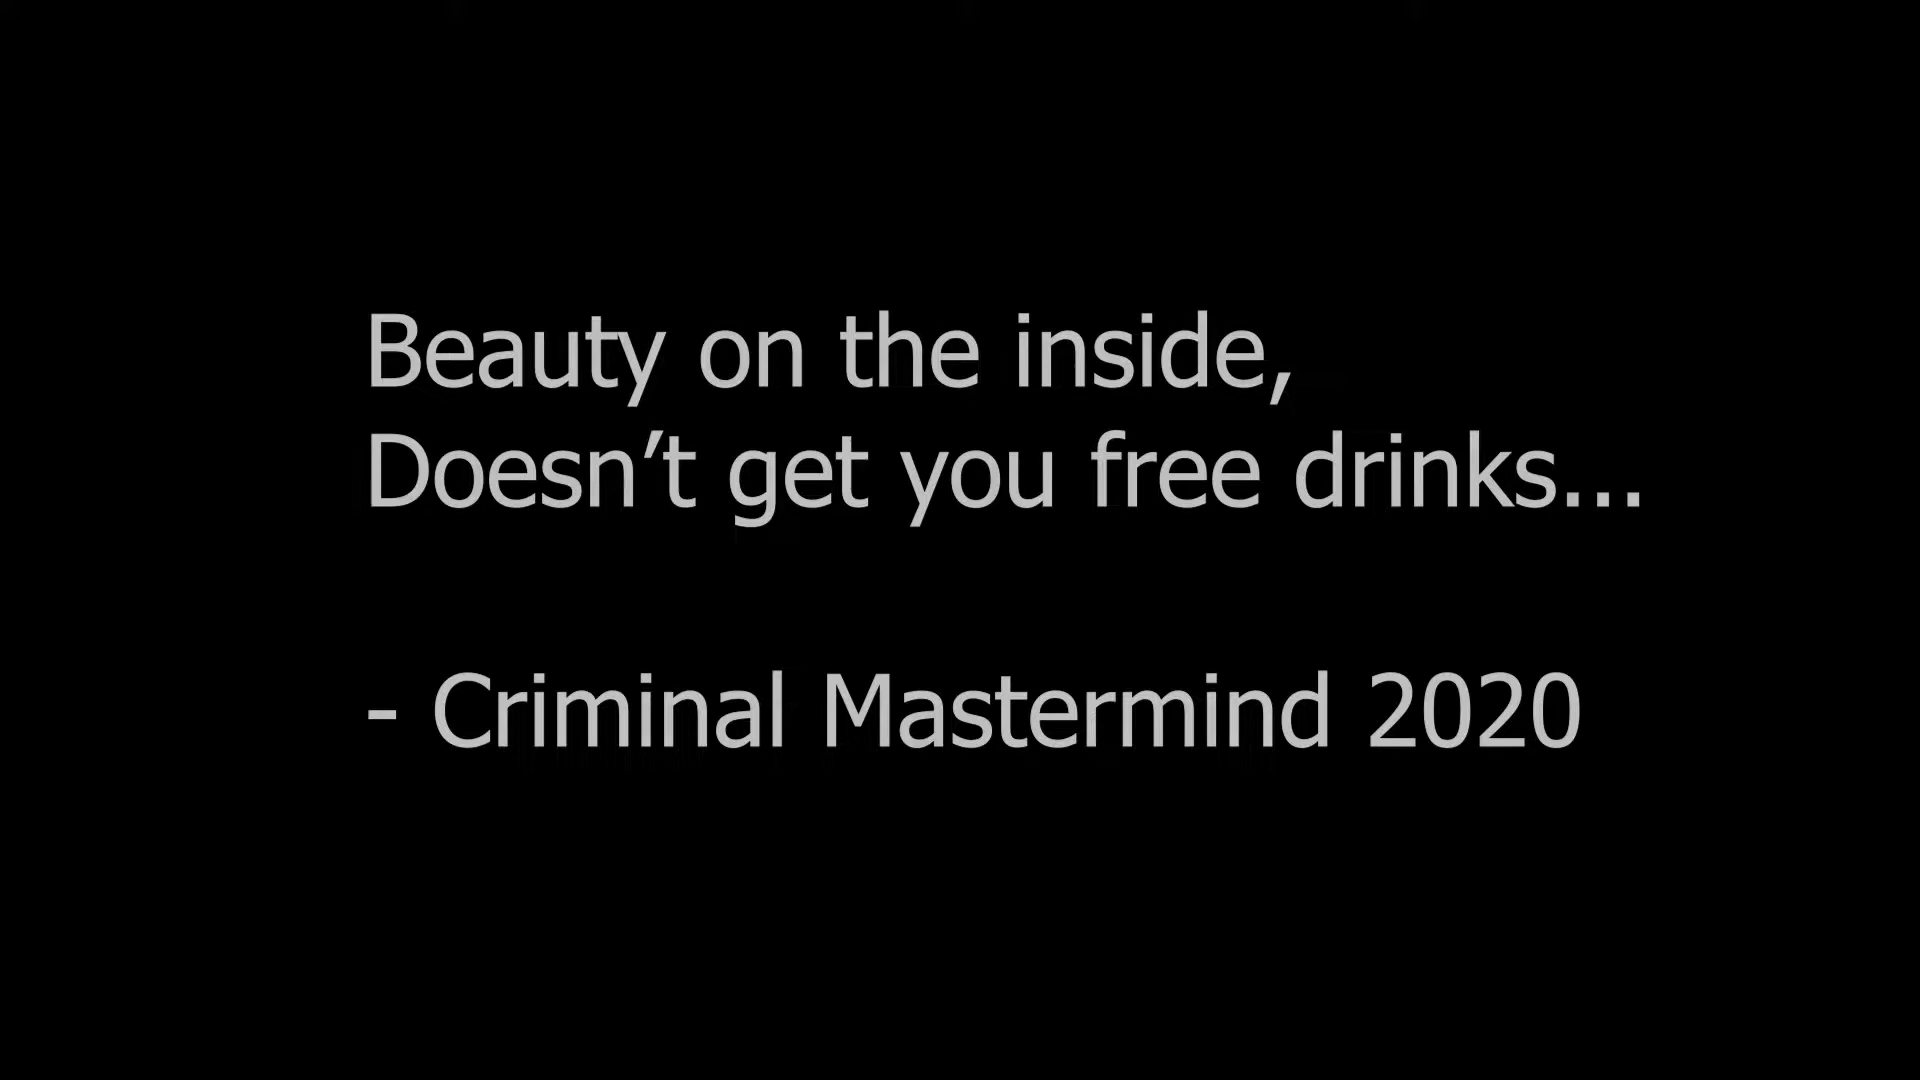 Beauty on the inside,
Doesn’t get you free drinks...
- Criminal Mastermind 2020